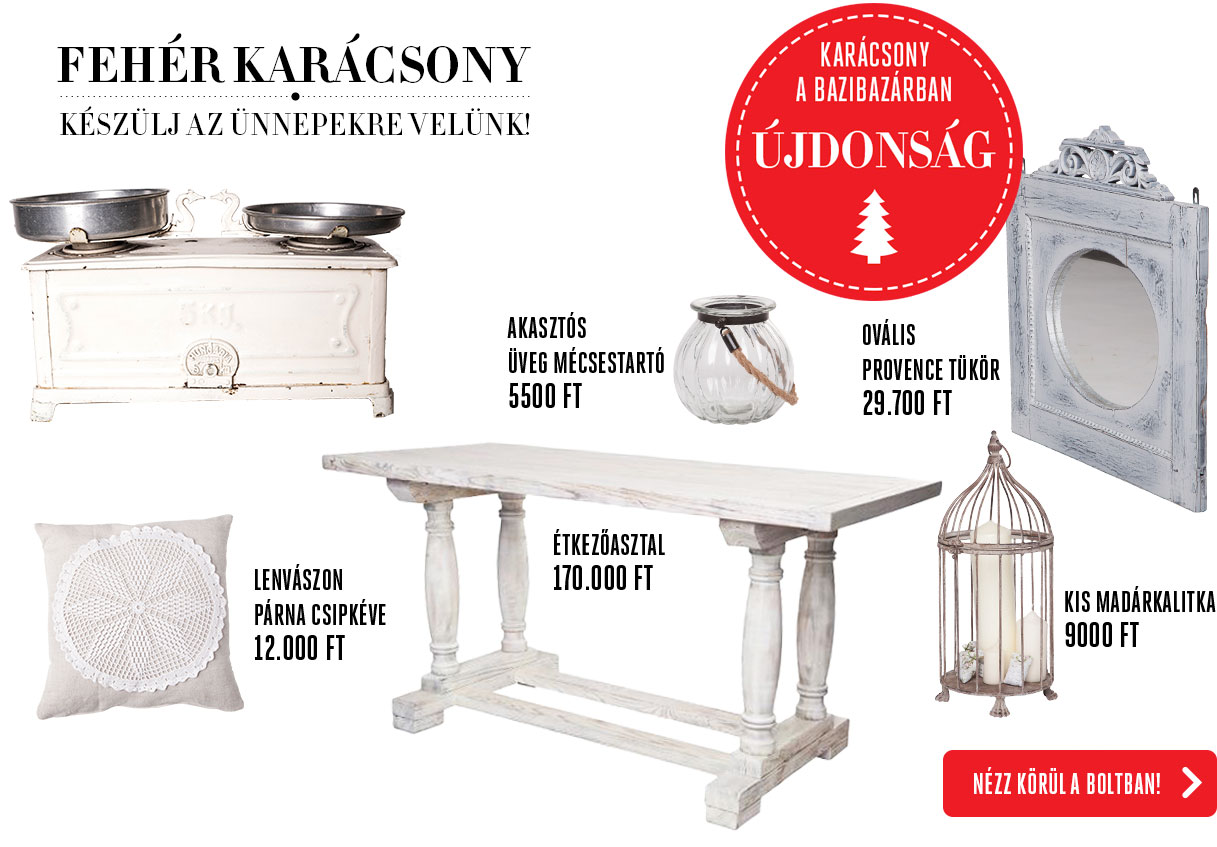 FEHÉR KARÁCSONY
KÉSZÜLJ AZ ÜNNEPEKRE VELÜNK!
KARÁCSONY
A BAZIBAZÁRBAN
ÚJDONSÁG
5KG.
AKASZTÓS
ÜVEG MÉCSESTARTÓ
5500 FT
OVÁLIS
PROVENCE TÜKÖR
29.700 FT
LENVÁSZON
PÁRNA CSIPKÉVE
12.000 FT
ÉTKEZŐASZTAL
170.000 FT
KIS MADÁRKALITKA
9000 FT
NÉZZ KÖRÜL A BOLTBAN!